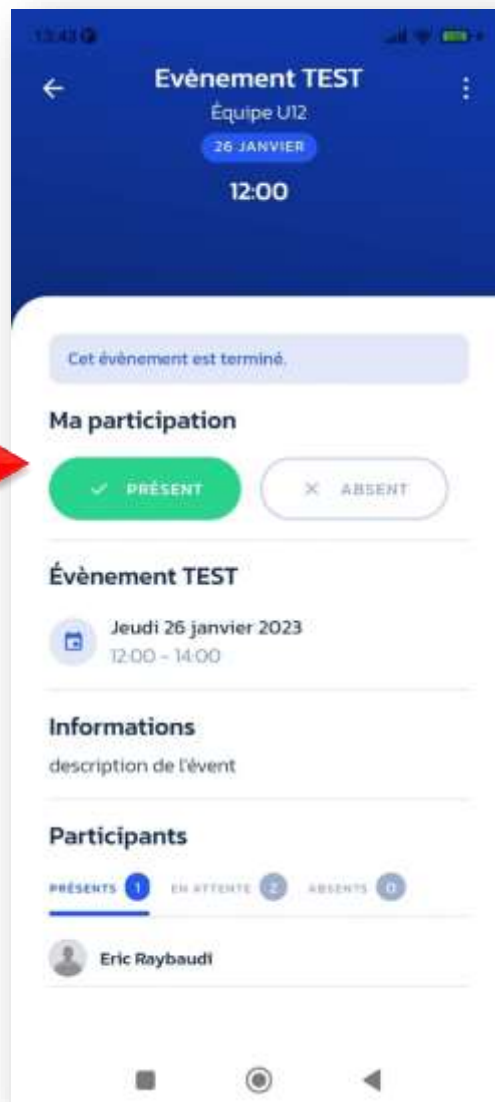 13:43
Evènement TEST
Équipe U12
26 JANVIER
12:00
Cet évènement est terminé.
Ma participation
PRÉSENT
ABSENT
Évènement TEST
Jeudi 26 janvier 2023
12:00 - 14:00
Informations
description de l'évent
Participants
PRÉSENTS 1 EN ATTENTE 2 ABSENTS 0
Eric Raybaudi